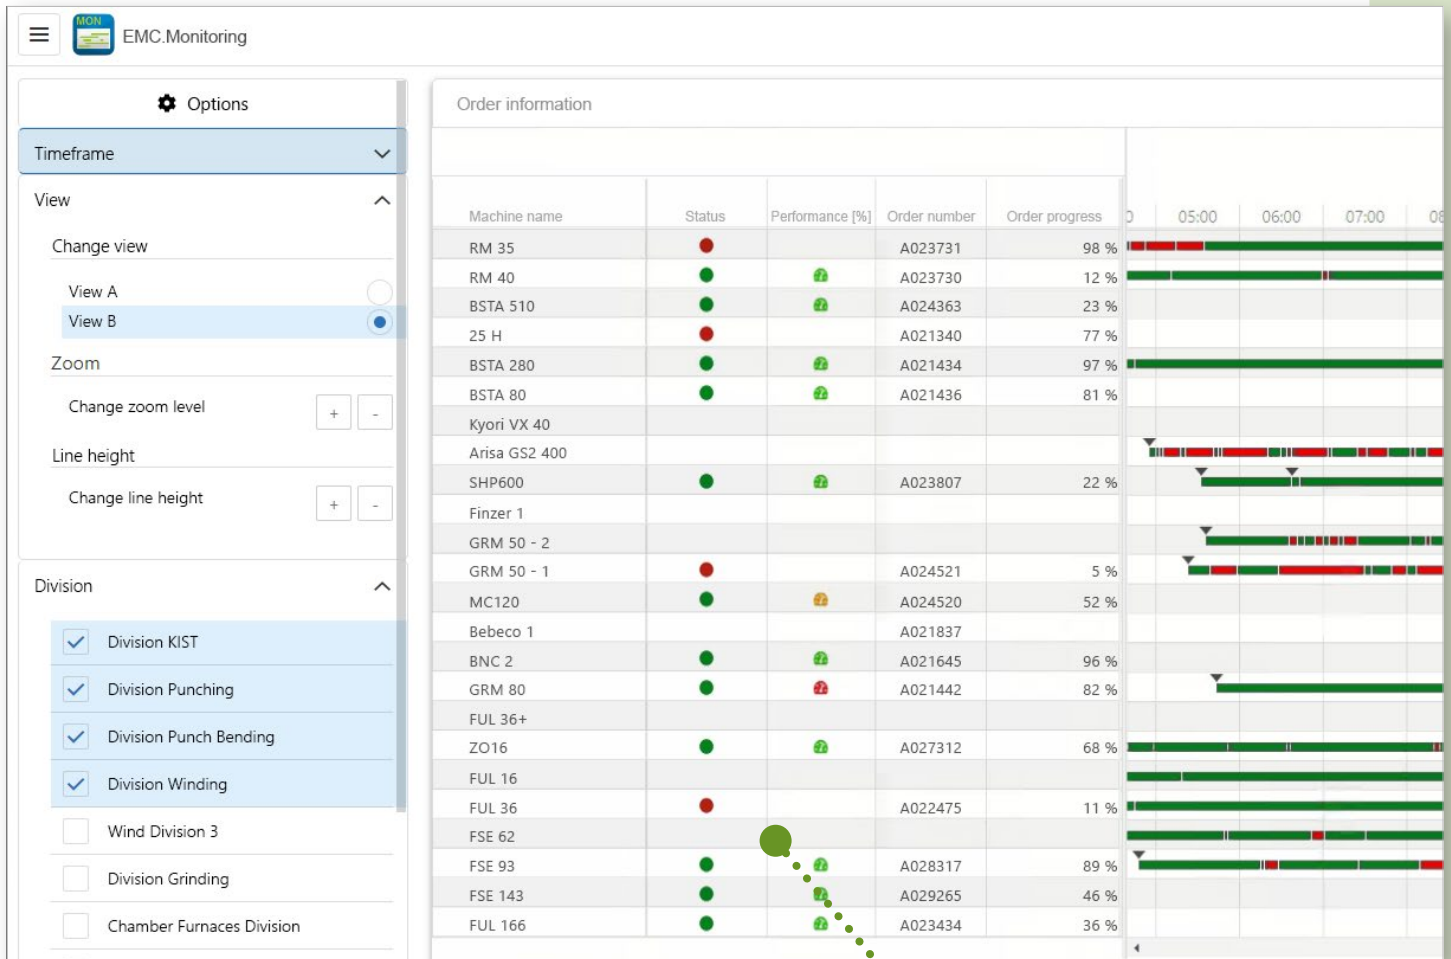 MON
EMC.Monitoring
Options
Timeframe
View
Change view
View A
View B
Zoom
Change zoom level
+ -
Line height
Change line height
+ -
Division
Division KIST
Division Punching
Division Punch Bending
Division Winding
Wind Division 3
Division Grinding
Chamber Furnaces Division
Order information
Machine name Status Performance [%] Order number Order progress 05:00 06:00 07:00
RM 35 A023731 98 %
RM 40 A023730 12 %
BSTA 510 A024363 23 %
25 H A021340 77 %
BSTA 280 A021434 97 %
BSTA 80 A021436 81 %
Kyori VX 40
Arisa GS2 400
SHP600 A023807 22 %
Finzer 1
GRM 50 - 2
GRM 50 - 1 A024521 5 %
MC120 A024520 52 %
Bebeco 1 A021837
BNC 2 A021645 96 %
GRM 80 A021442 82 %
FUL 36+
ZO16 A027312 68 %
FUL 16
FUL 36 A022475 11 %
FSE 62
FSE 93 A028317 89 %
FSE 143 A029265 46 %
FUL 166 A023434 36 %